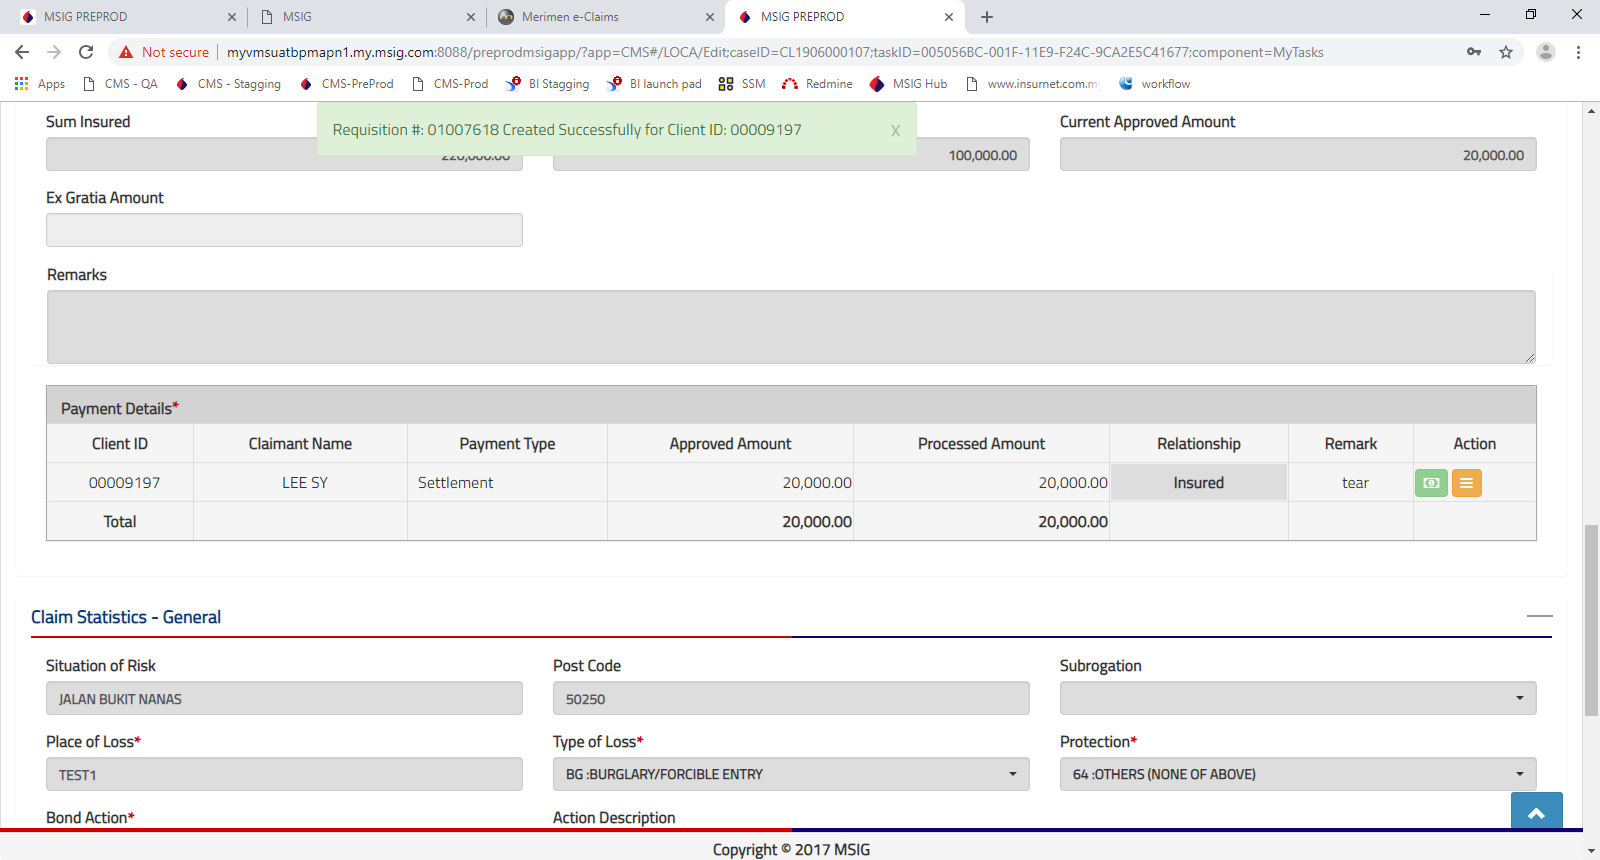 MSIG PREPROD
MSIG
Merimen e-Claims
MSIG PREPROD
Not secure
myvmsuatbpmapn1.my.msig.com:8088/preprodmsigapp/?app=CMS#/LOCA/Edit;caseID=CL1906000107;taskID=005056BC-001F-11E9-F24C-9CA2E5C41677;component=MyTasks
Apps
CMS - QA
CMS - Stagging
CMS-PreProd
CMS-Prod
BI Stagging
BI launch pad
SSM
Redmine
MSIG Hub
www.insurnet.com.m
workflow
Requisition #: 01007618 Created Successfully for Client ID: 00009197
x
Sum Insured
Current Approved Amount
220,000.00
100,000.00
20,000.00
Ex Gratia Amount
Remarks
Payment Details*
Client ID Claimant Name Payment Type Approved Amount Processed Amount Relationship Remark Action
00009197 LEE SY Settlement 20,000.00 20,000.00 Insured tear
Total 20,000.00 20,000.00
Claim Statistics - General
Situation of Risk Post Code Subrogation
JALAN BUKIT NANAS 50250
Place of Loss* Type of Loss* Protection*
TEST1 BG :BURGLARY/FORCIBLE ENTRY 64 :OTHERS (NONE OF ABOVE)
Bond Action* Action Description
Copyright © 2017 MSIG